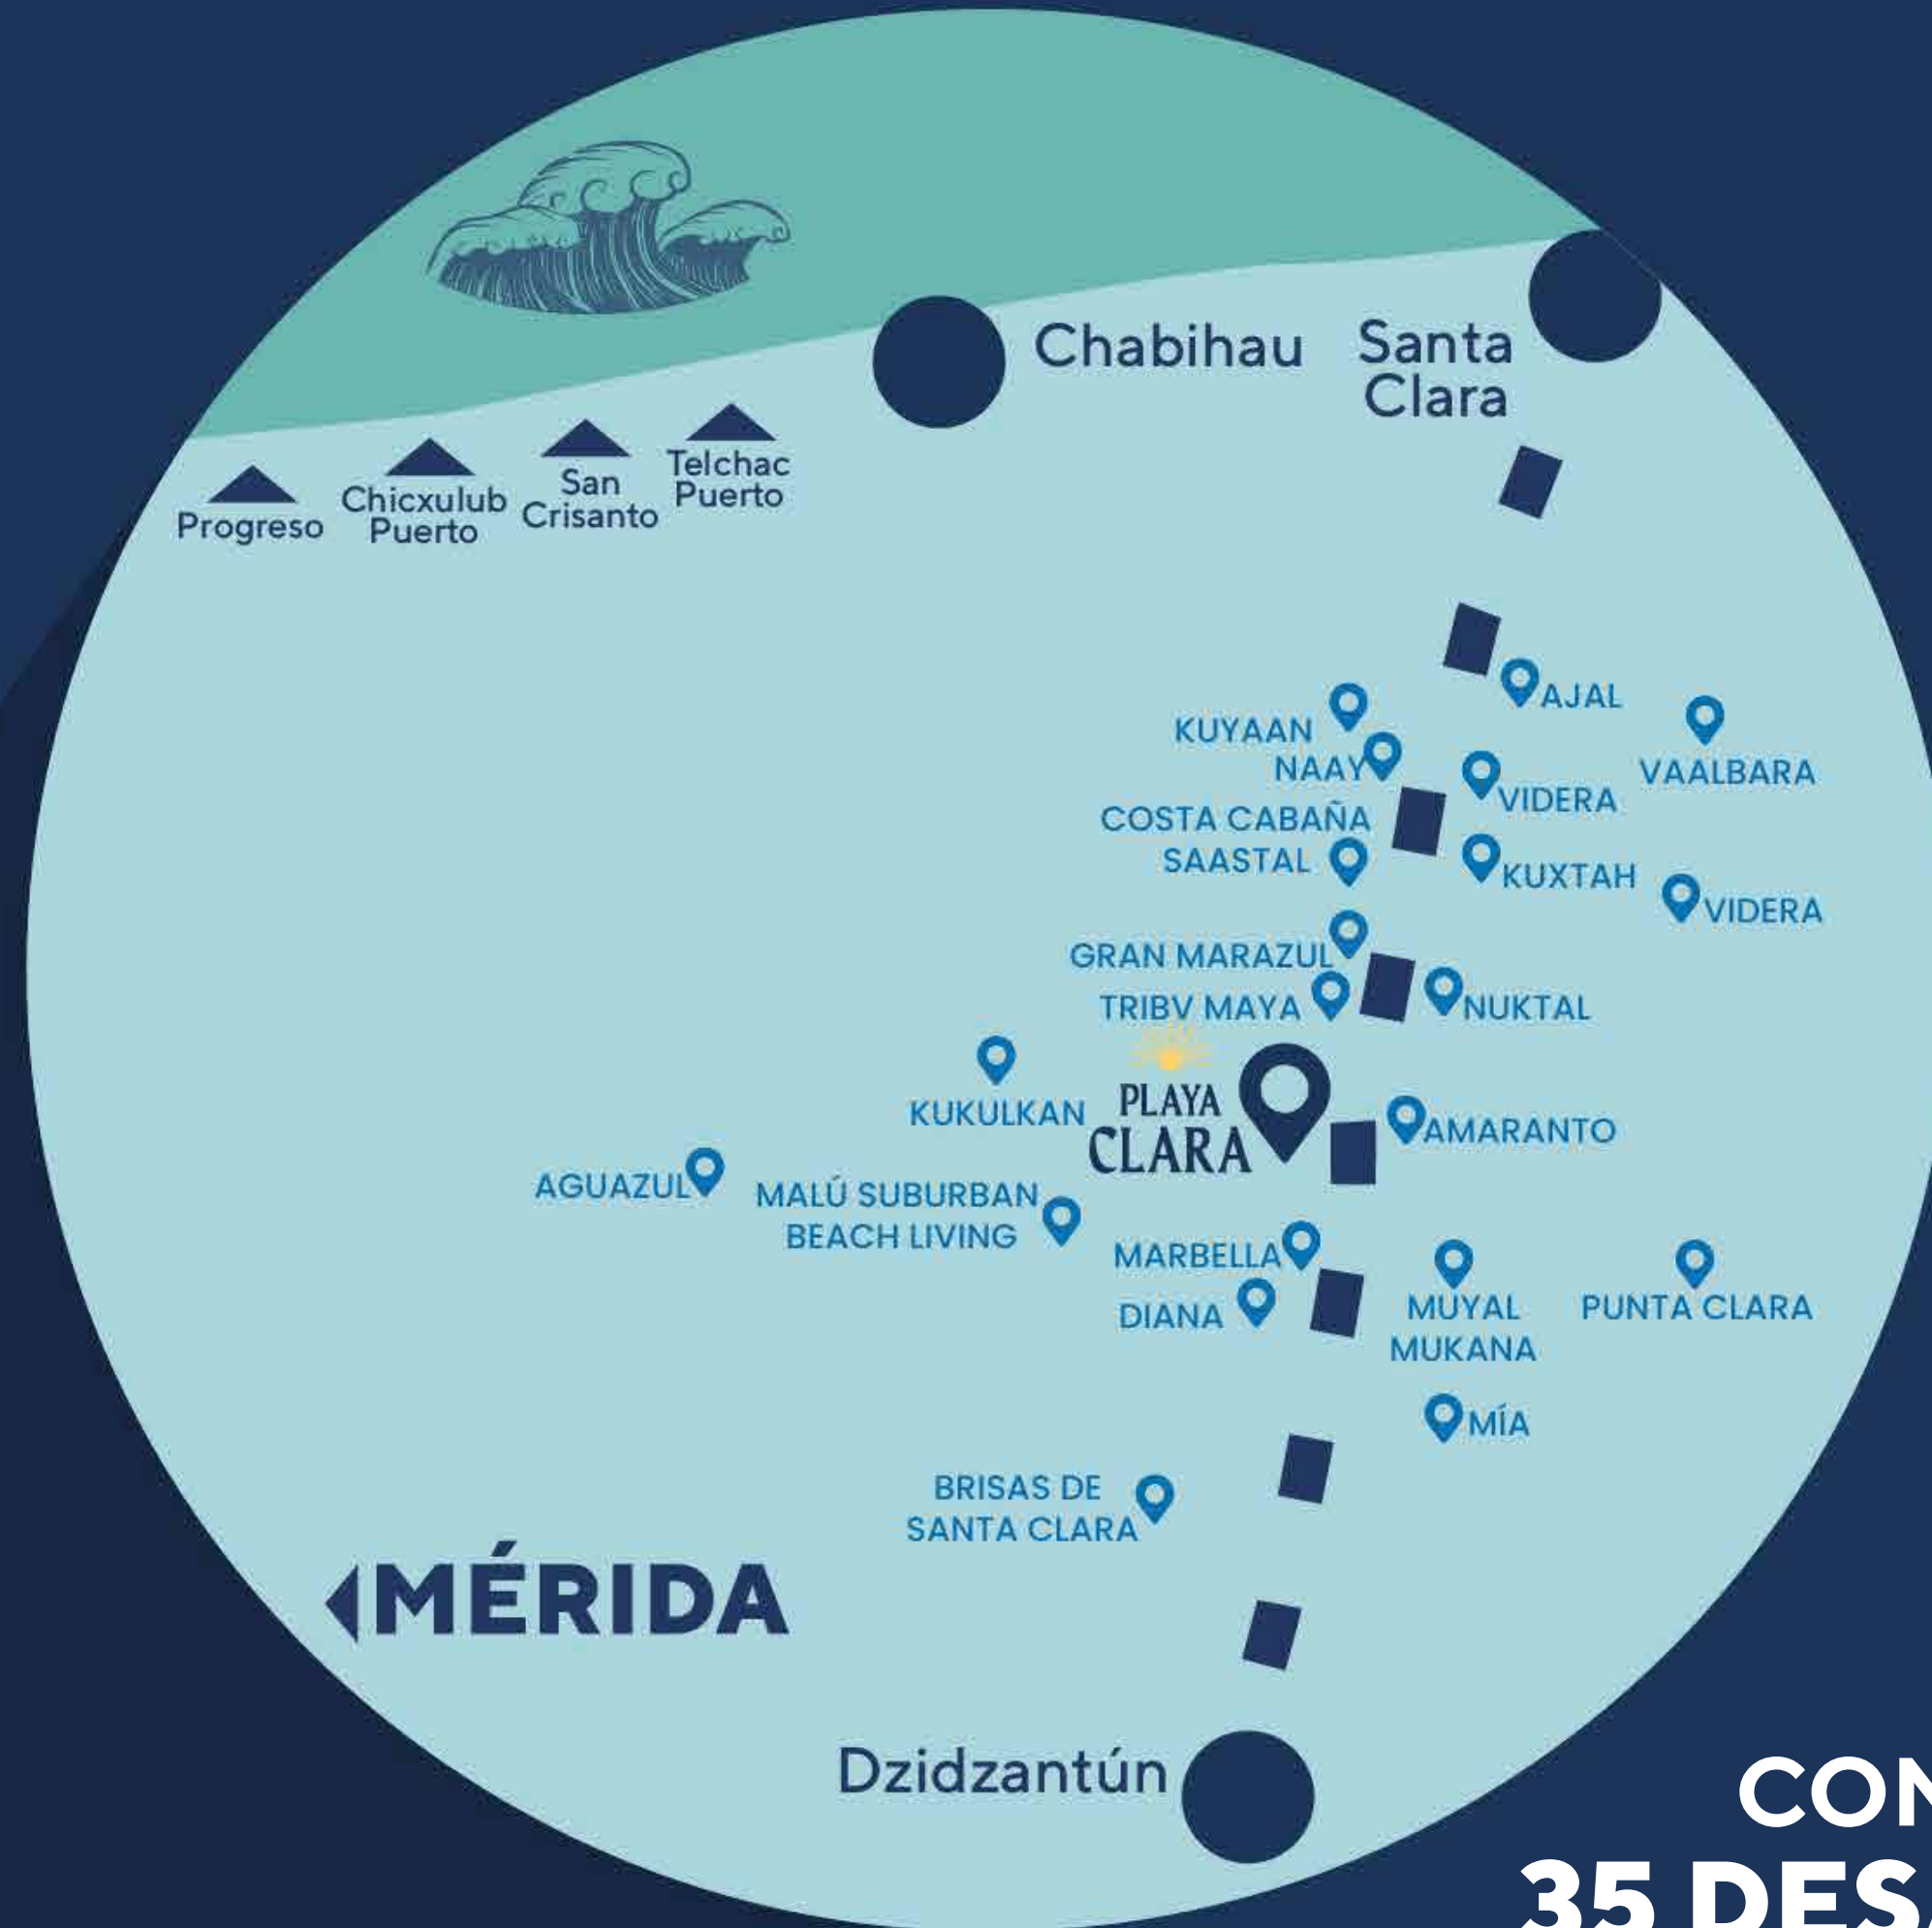 Chabihau
Santa
Clara
Progreso
Chicxulub
Puerto
San
Crisanto
Telchac
Puerto
AJAL
KUYAAN
NAAY
VAALBARA
VIDERA
COSTA CABAÑA
SAASTAL
KUXTAH
VIDERA
GRAN MARAZUL
TRIBV MAYA
NUKTAL
KUKULKAN
PLAYA
CLARA
AMARANTO
AGUAZUL
MALÚ SUBURBAN
BEACH LIVING
MARBELLA
DIANA
MUYAL
MUKANA
PUNTA CLARA
MÍA
BRISAS DE
SANTA CLARA
MÉRIDA
Dzidzantún
35